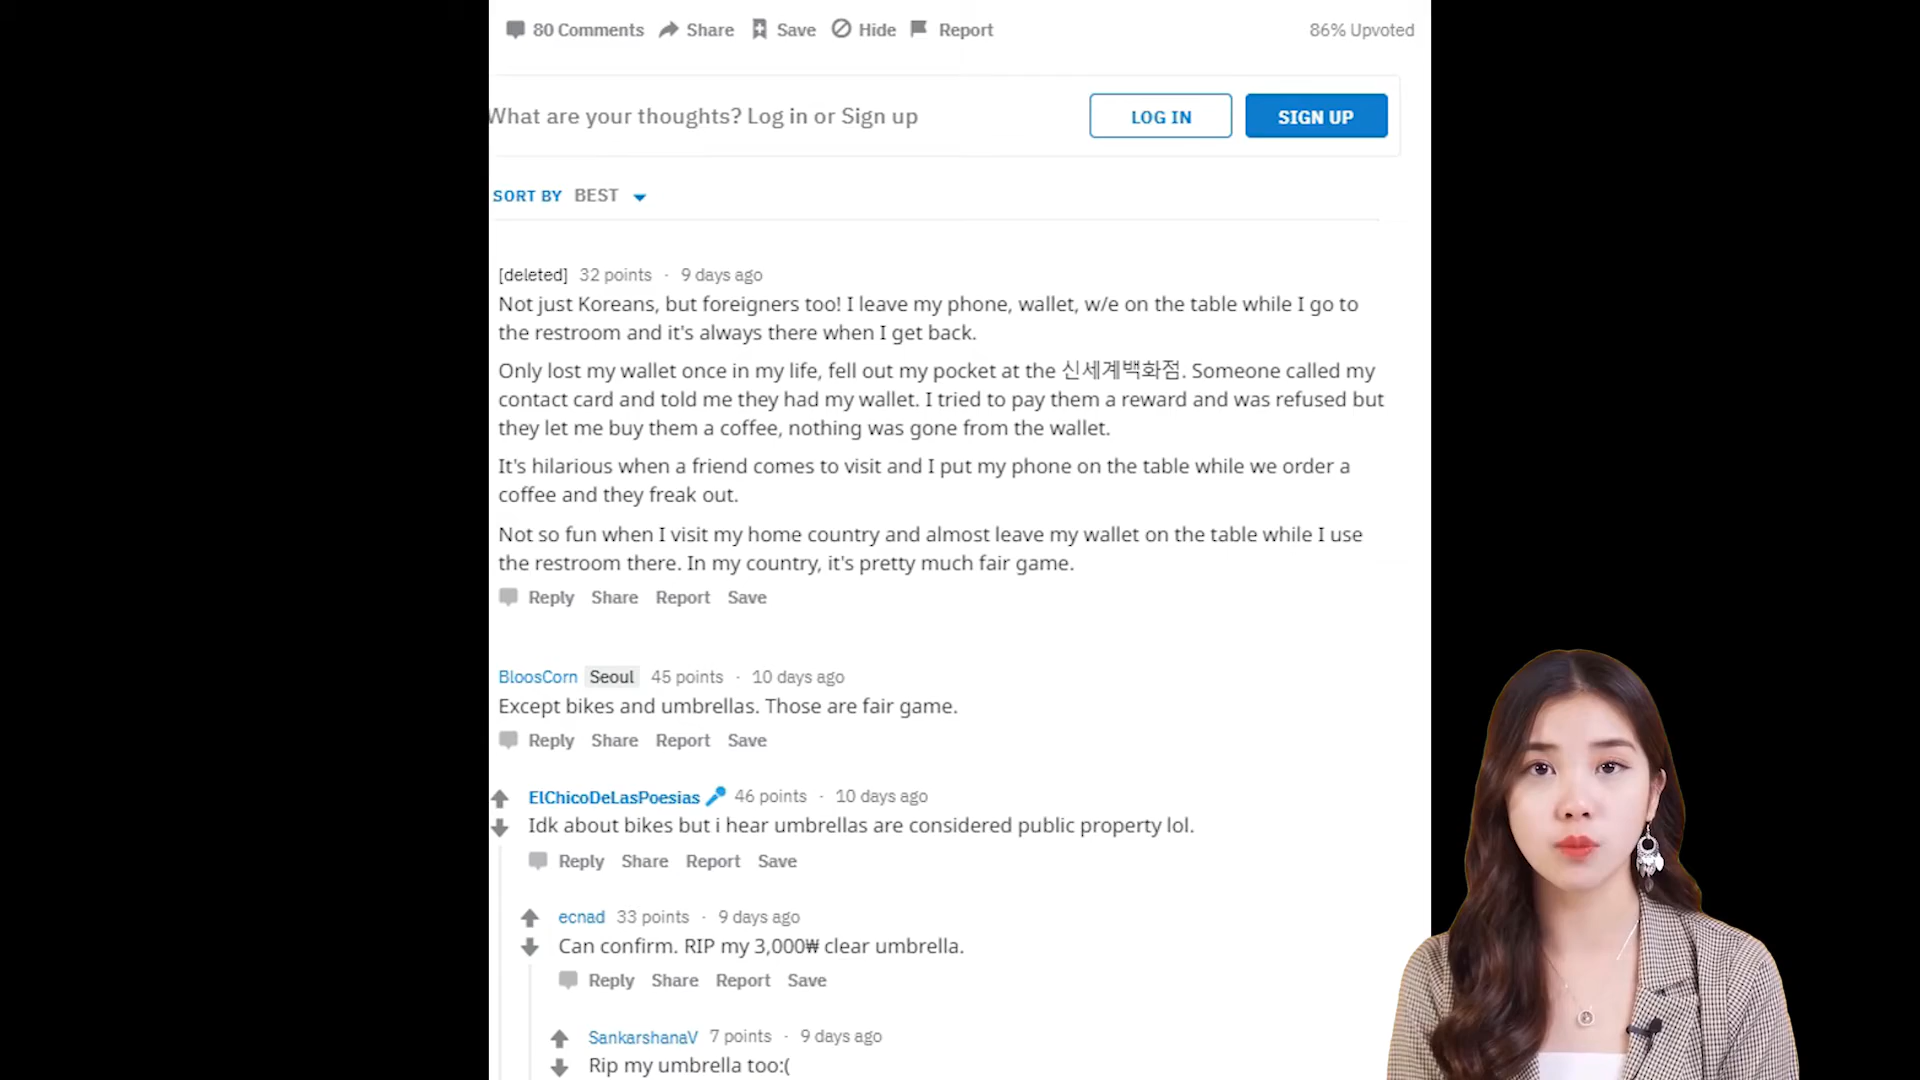 80 Comments Share Save Hide Report 86% Upvoted
What are your thoughts? Log in or Sign up LOG IN SIGN UP
SORT BY BEST
[deleted] 32 points · 9 days ago
Not just Koreans, but foreigners too! I leave my phone, wallet, w/e on the table while I go to
the restroom and it's always there when I get back.
Only lost my wallet once in my life, fell out my pocket at the 신세계백화점. Someone called my
contact card and told me they had my wallet. I tried to pay them a reward and was refused but
they let me buy them a coffee, nothing was gone from the wallet.
It's hilarious when a friend comes to visit and I put my phone on the table while we order a
coffee and they freak out.
Not so fun when I visit my home country and almost leave my wallet on the table while I use
the restroom there. In my country, it's pretty much fair game.
Reply Share Report Save
BloosCorn Seoul 45 points · 10 days ago
Except bikes and umbrellas. Those are fair game.
Reply Share Report Save
ElChicoDeLasPoesias 46 points · 10 days ago
Idk about bikes but i hear umbrellas are considered public property lol.
Reply Share Report Save
ecnad 33 points · 9 days ago
Can confirm. RIP my 3,000₩ clear umbrella.
Reply Share Report Save
SankarshanaV 7 points · 9 days ago
Rip my umbrella too:(